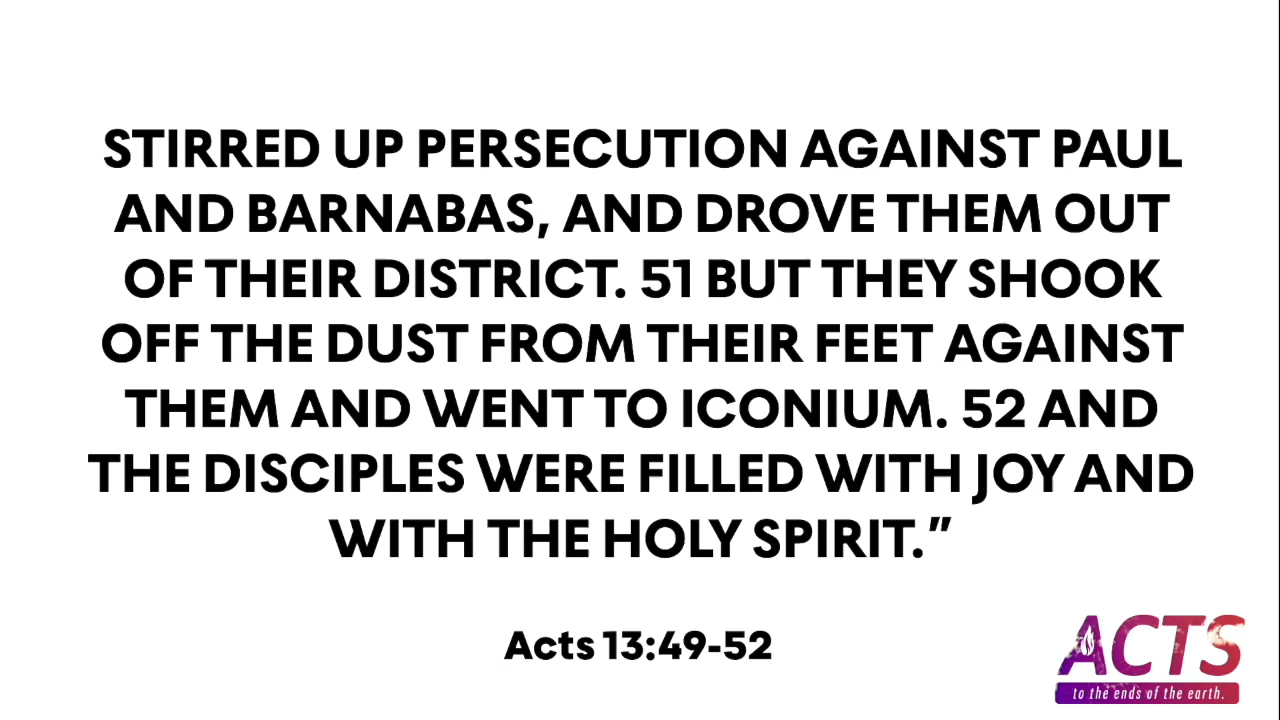 STIRRED UP PERSECUTION AGAINST PAUL
AND BARNABAS, AND DROVE THEM OUT
OF THEIR DISTRICT. 51 BUT THEY SHOOK
OFF THE DUST FROM THEIR FEET AGAINST
THEM AND WENT TO ICONIUM. 52 AND
THE DISCIPLES WERE FILLED WITH JOY AND
WITH THE HOLY SPIRIT.”
Acts 13:49-52
ACTS
to the ends of the earth.